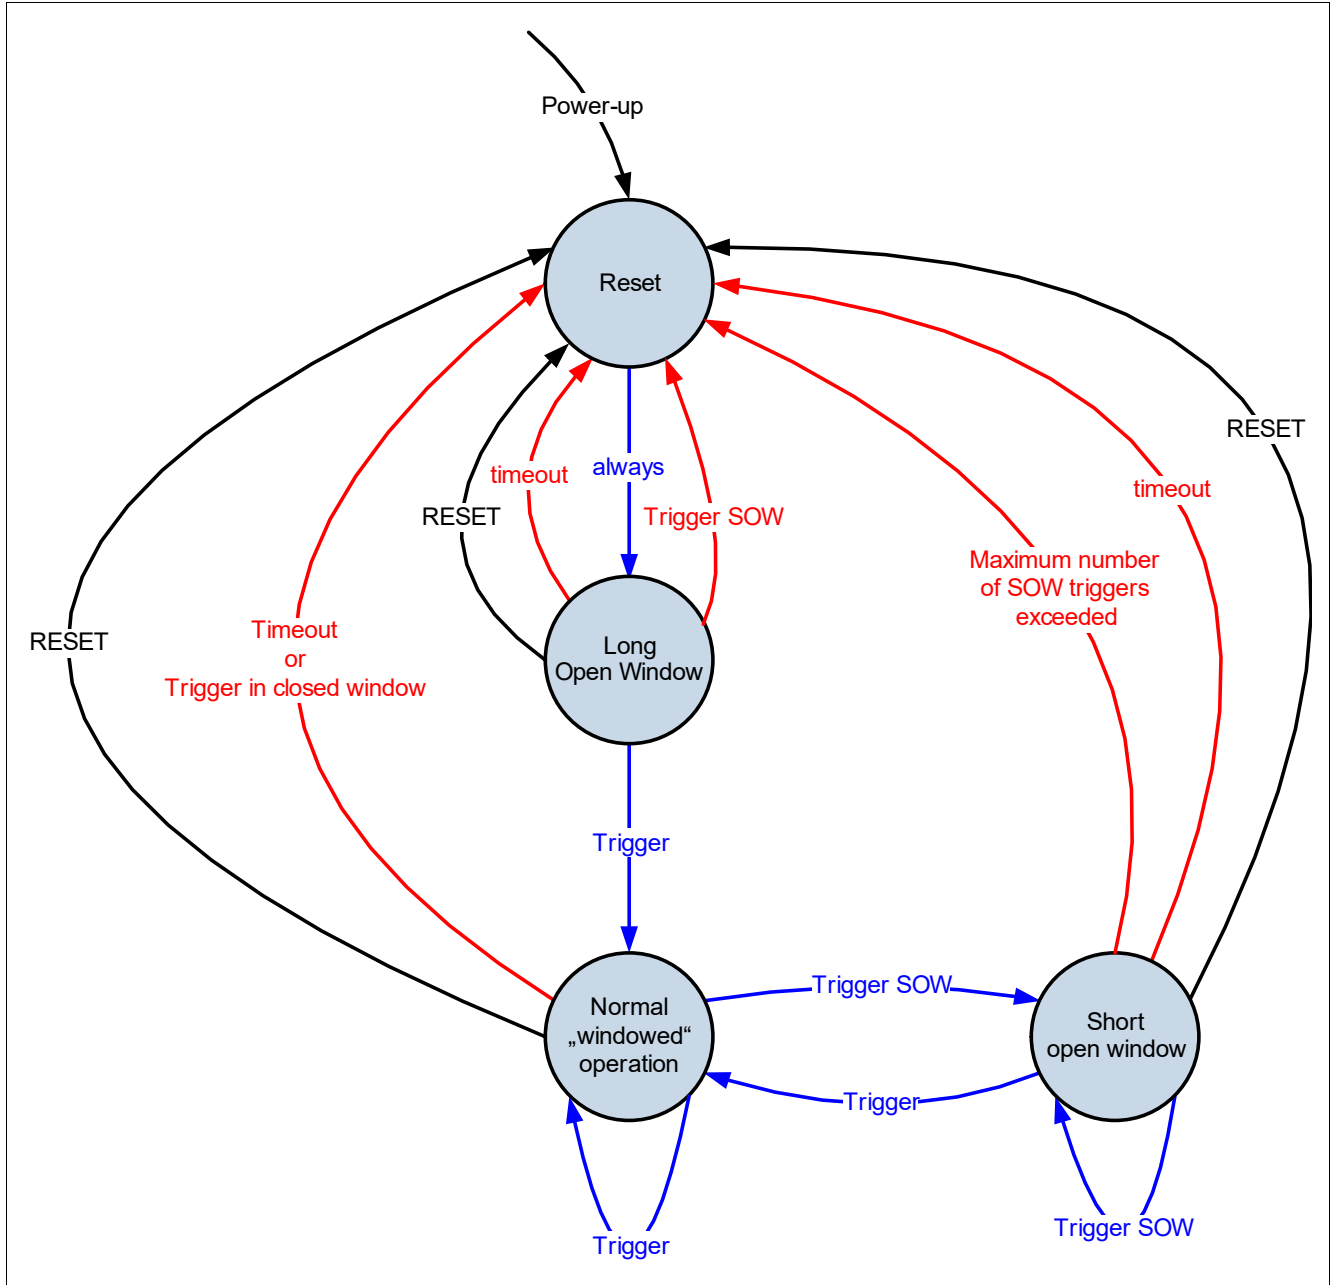 Power-up
Reset
RESET
timeout
always
timeout
RESET
Trigger SOW
Maximum number
of SOW triggers
exceeded
RESET
Timeout
or
Trigger in closed window
Long
Open Window
Trigger
Trigger SOW
Normal
„windowed“
operation
Short
open window
Trigger
Trigger SOW
Trigger